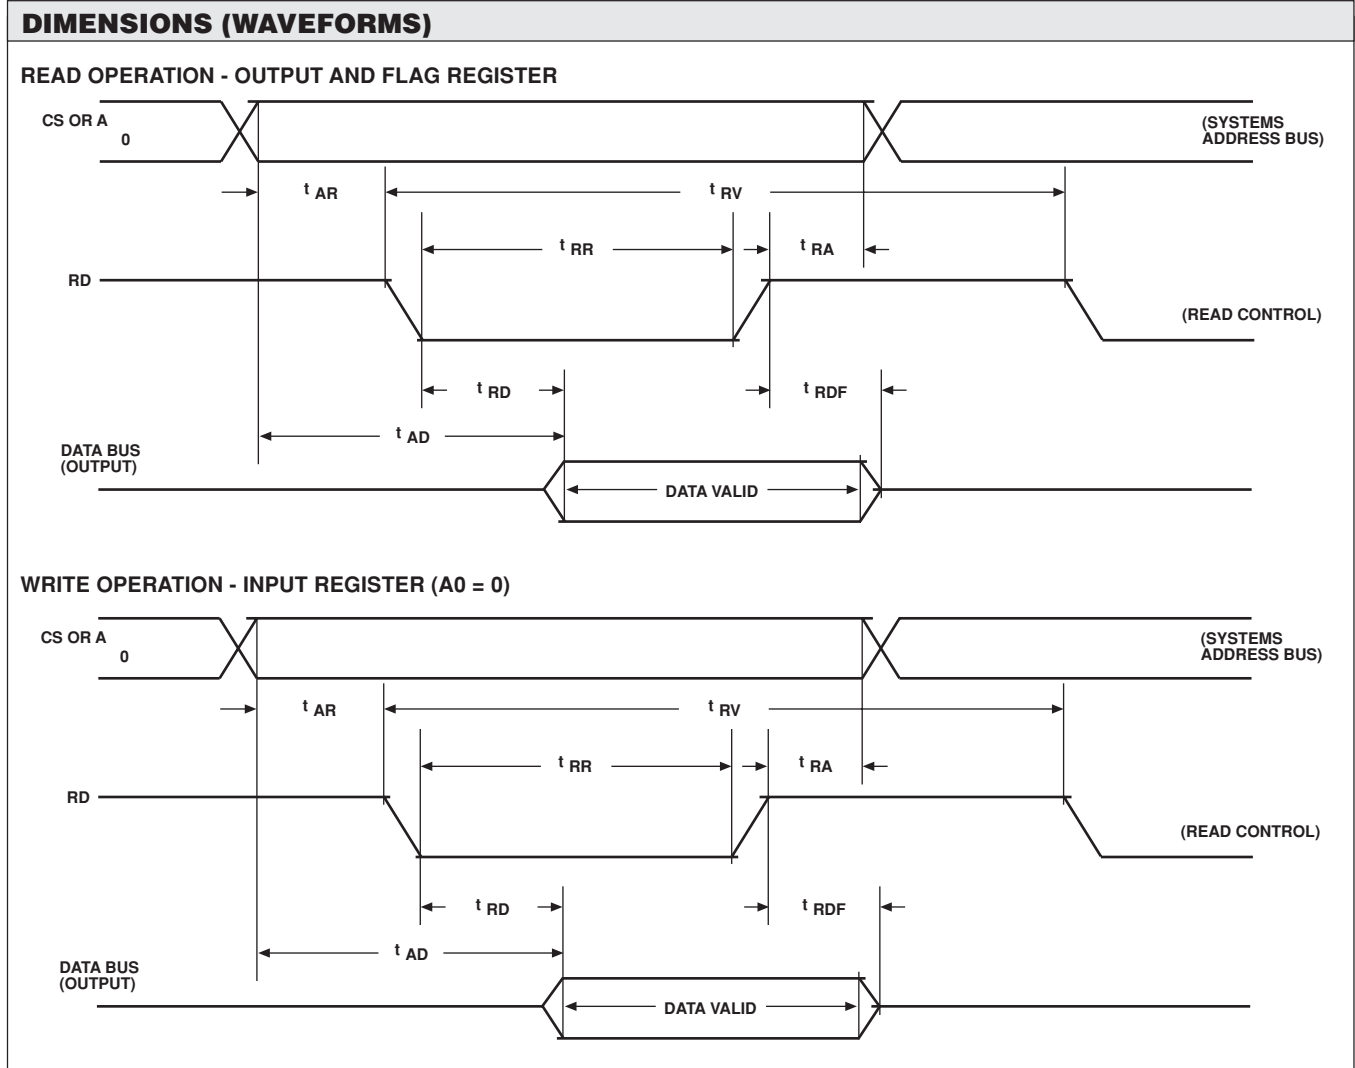 DIMENSIONS (WAVEFORMS)
READ OPERATION - OUTPUT AND FLAG REGISTER
CS OR A
0
(SYSTEMS
ADDRESS BUS)
t AR
t RV
t RR
t RA
RD
(READ CONTROL)
t RD
t RDF
t AD
DATA BUS
(OUTPUT)
DATA VALID
WRITE OPERATION - INPUT REGISTER (A0 = 0)
CS OR A
0
(SYSTEMS
ADDRESS BUS)
t AR
t RV
t RR
t RA
RD
(READ CONTROL)
t RD
t RDF
t AD
DATA BUS
(OUTPUT)
DATA VALID